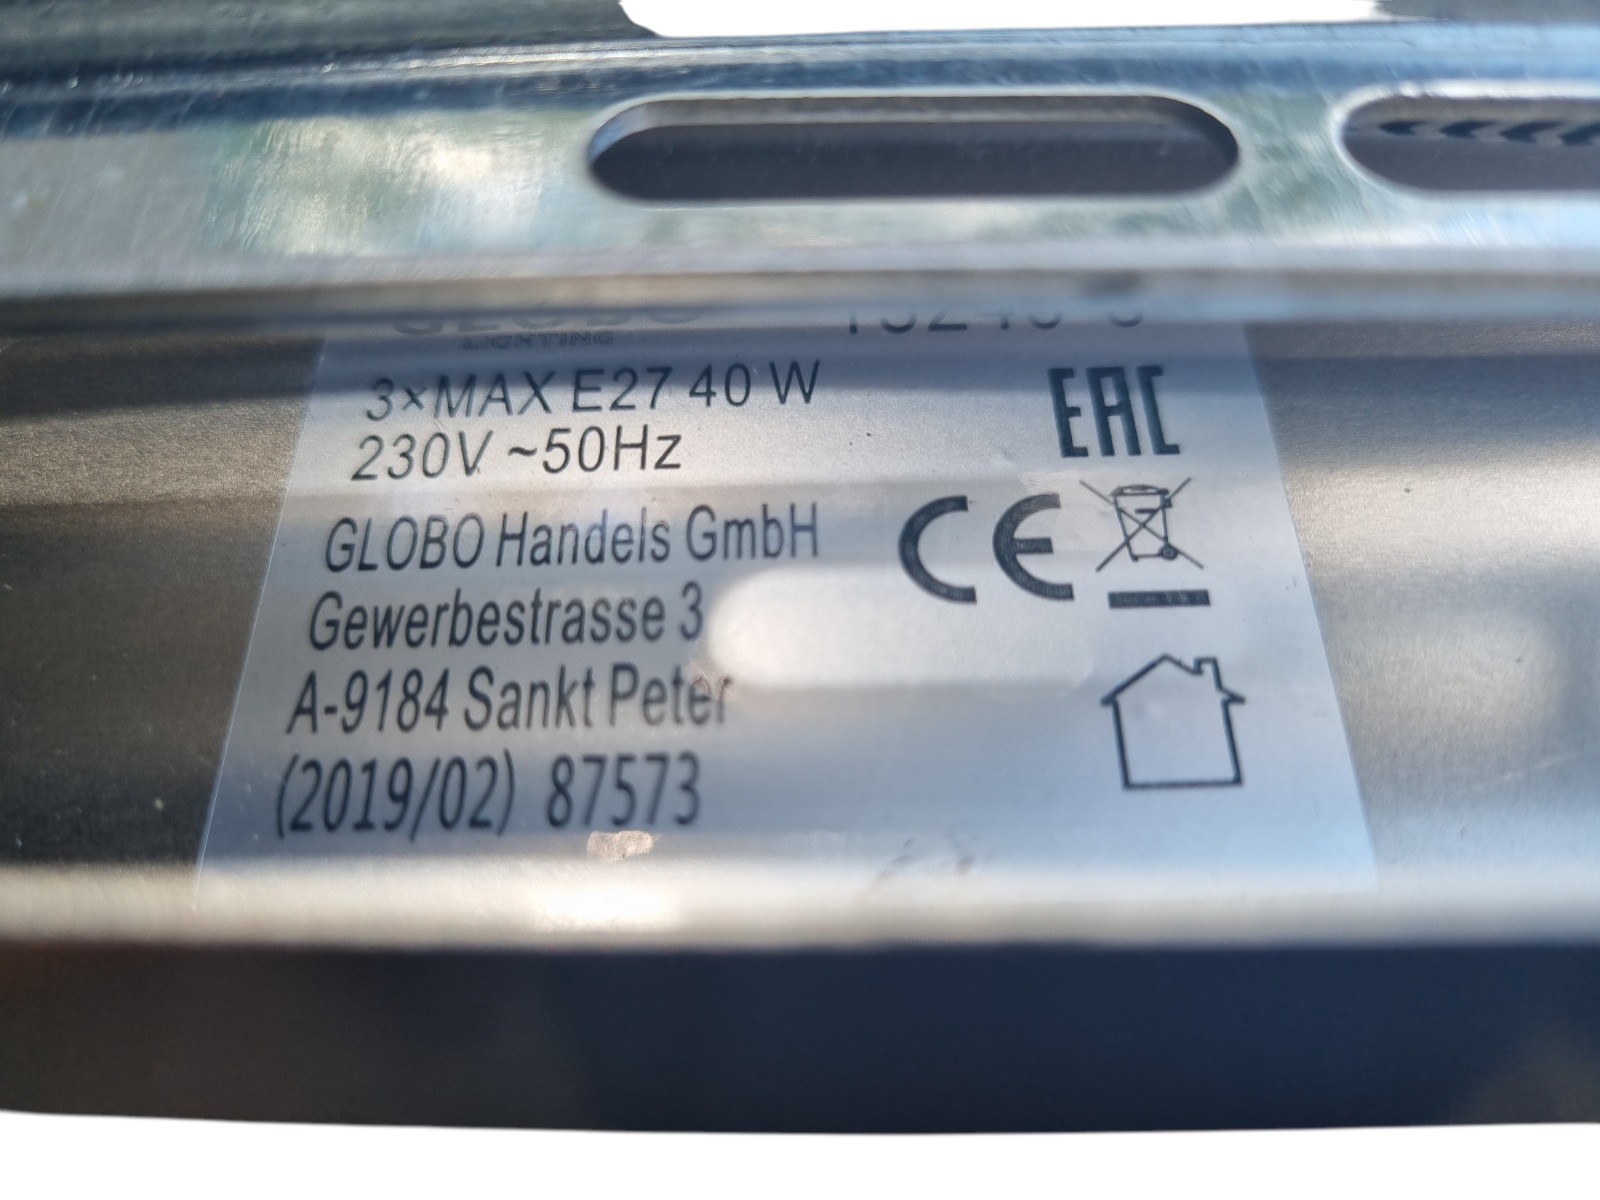 GLOBO
LIGHTING
3×MAX E27 40 W
EAC
230V ~50Hz
GLOBO Handels GmbH
CE
Gewerbestrasse 3
A-9184 Sankt Peter
(2019/02) 87573